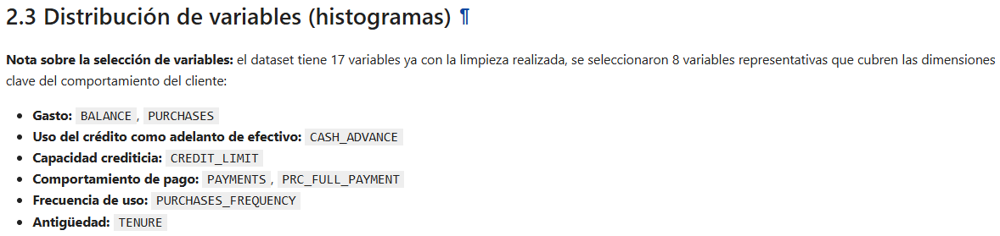 2.3 Distribución de variables (histogramas) ¶
Nota sobre la selección de variables: el dataset tiene 17 variables ya con la limpieza realizada, se seleccionaron 8 variables representativas que cubren las dimensiones
clave del comportamiento del cliente:
• Gasto: BALANCE, PURCHASES
• Uso del crédito como adelanto de efectivo: CASH_ADVANCE
• Capacidad crediticia: CREDIT_LIMIT
• Comportamiento de pago: PAYMENTS, PRC_FULL_PAYMENT
• Frecuencia de uso: PURCHASES_FREQUENCY
• Antigüedad: TENURE